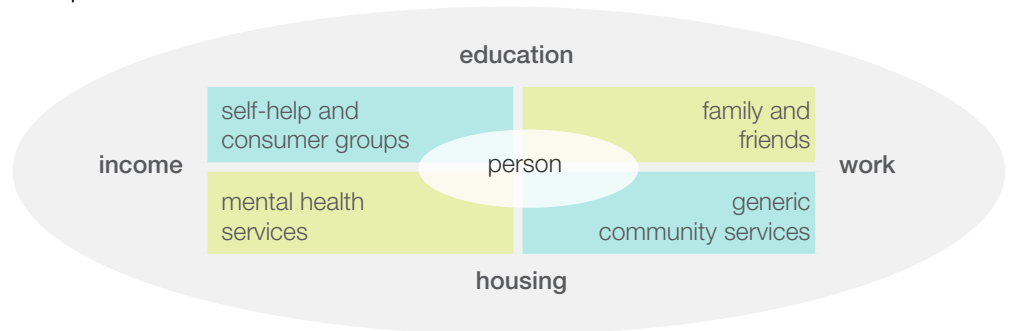 education
self-help and
consumer groups
family and
friends
income
person
work
mental health
services
generic
community services
housing